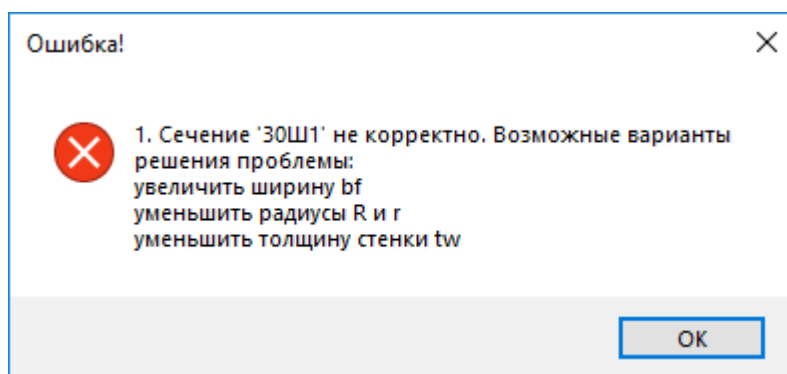 Ошибка!
1. Сечение '30Ш1' не корректно. Возможные варианты
решения проблемы:
увеличить ширину bf
уменьшить радиусы R и r
уменьшить толщину стенки tw
ОК